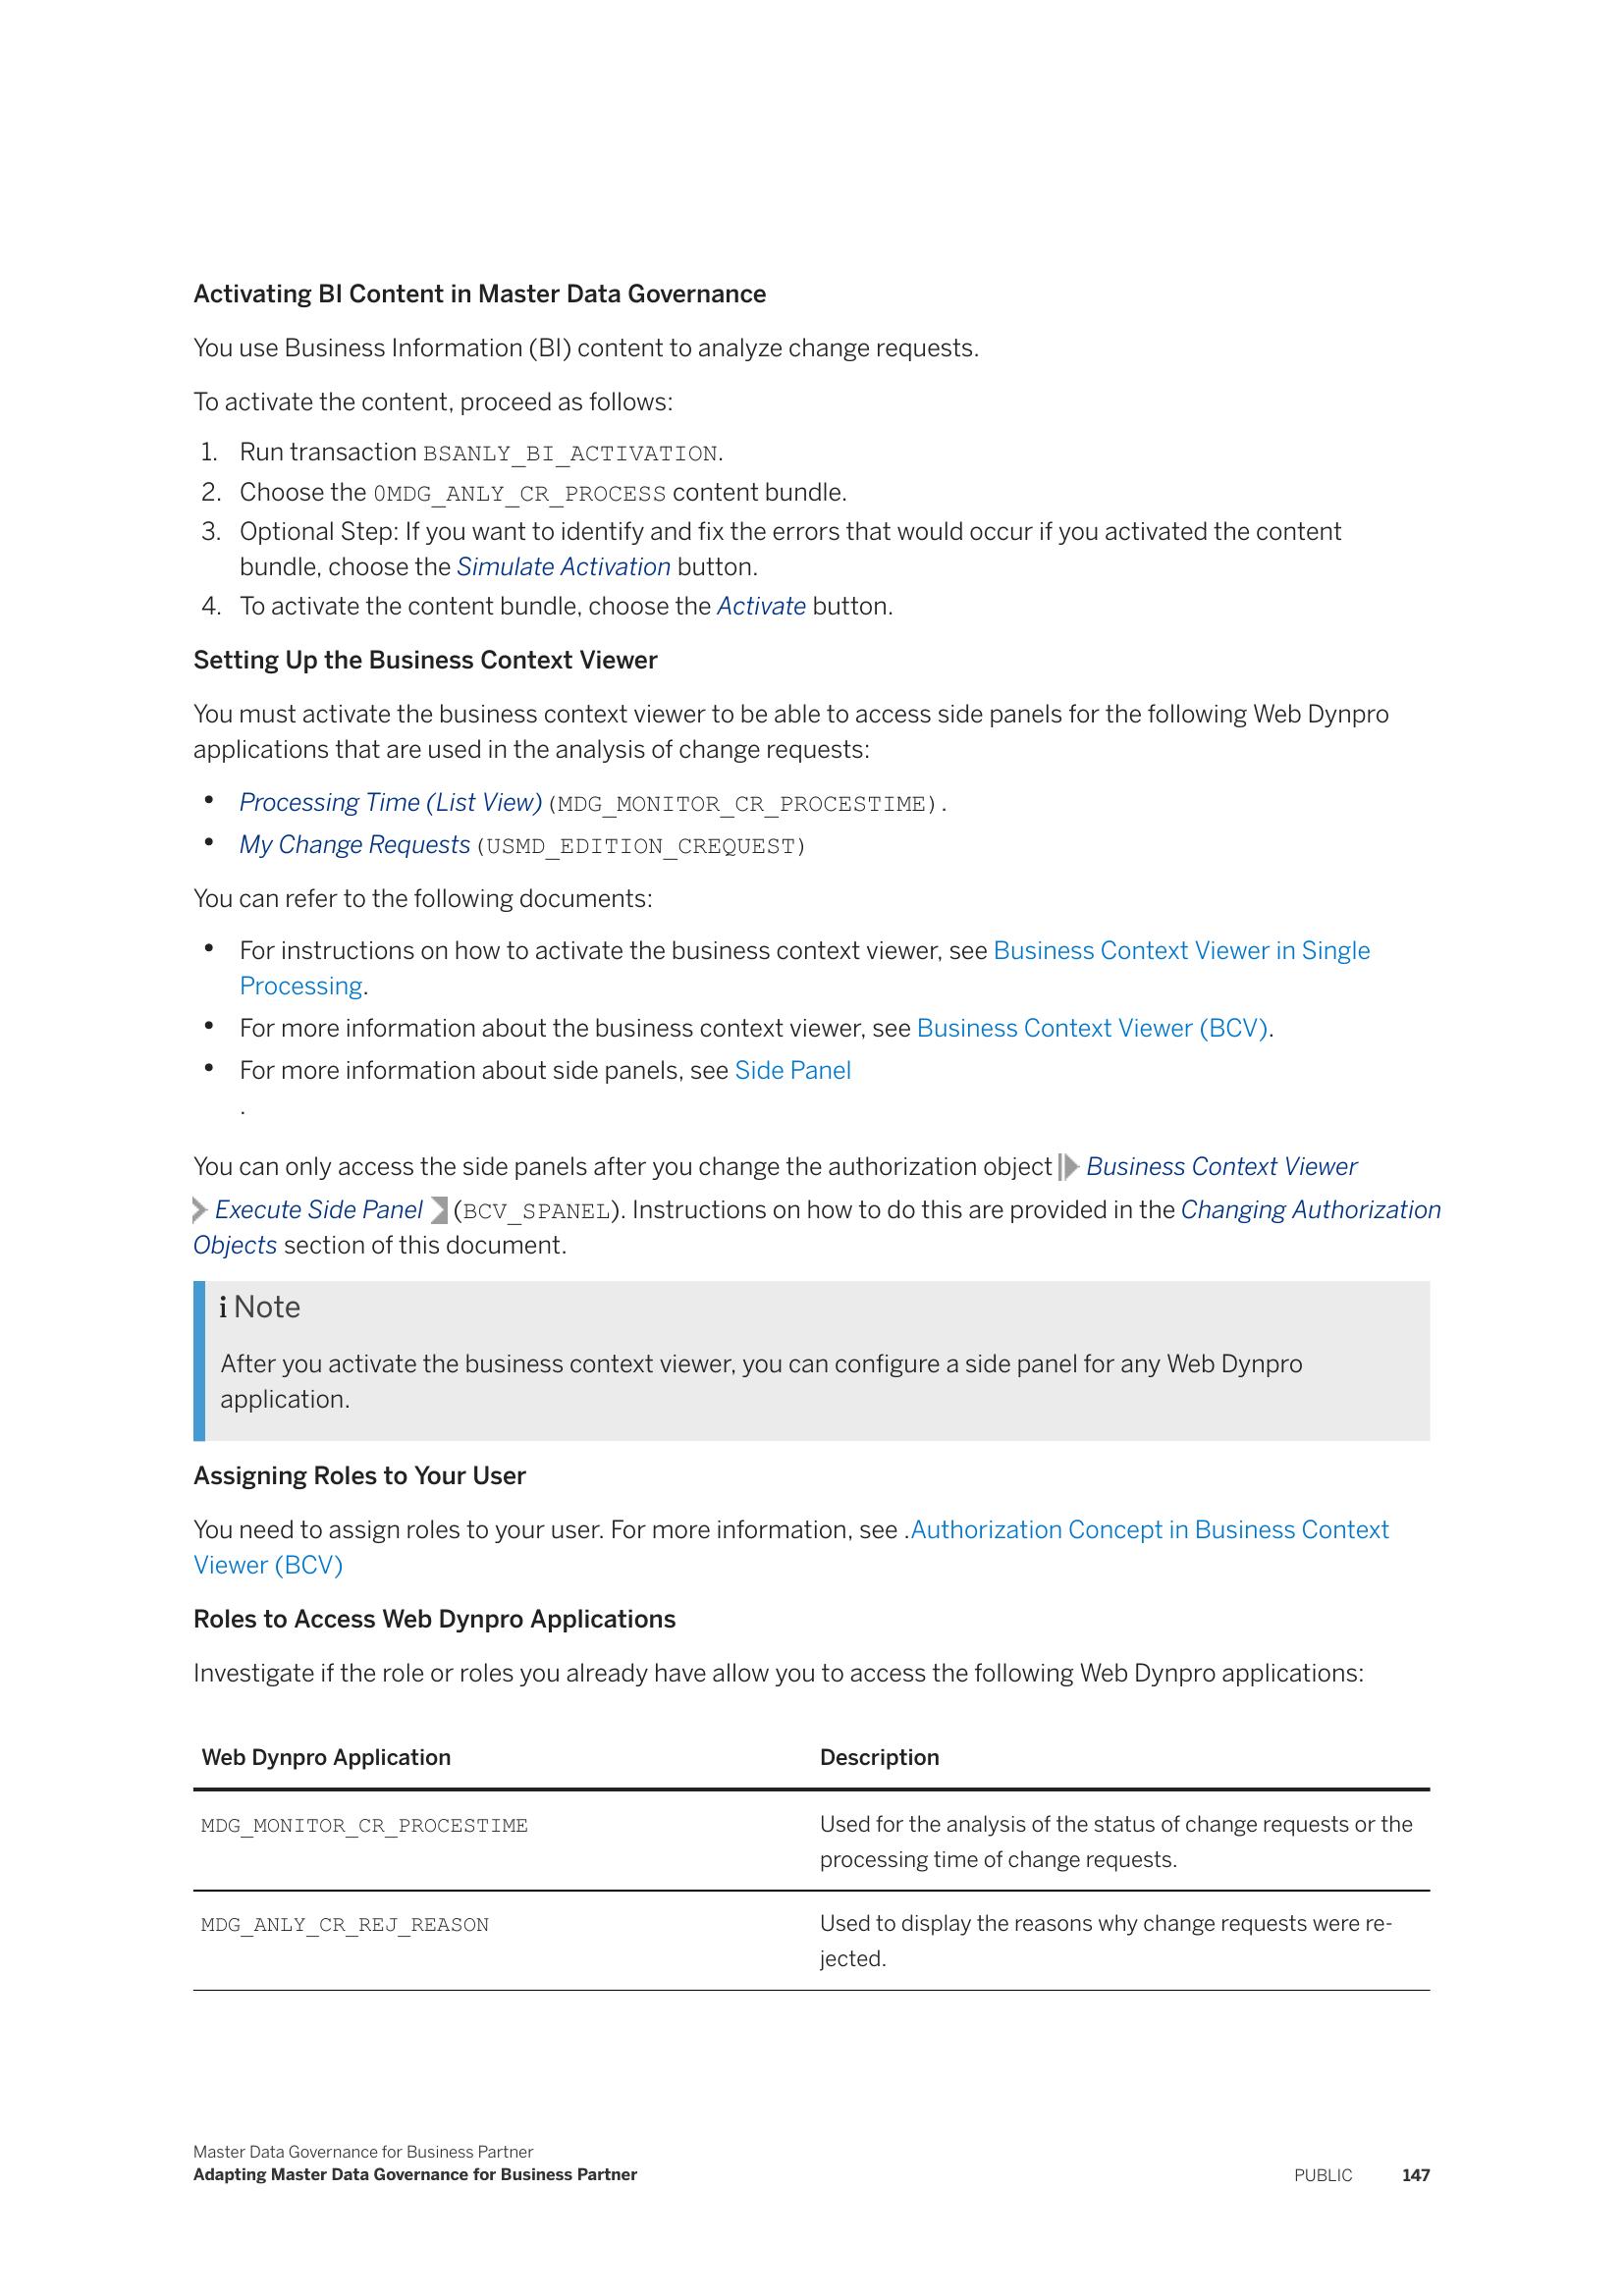 Activating BI Content in Master Data Governance
You use Business Information (BI) content to analyze change requests.
To activate the content, proceed as follows:
1. Run transaction BSANLY_BI_ACTIVATION.
2. Choose the 0MDG_ANLY_CR_PROCESS content bundle.
3. Optional Step: If you want to identify and fix the errors that would occur if you activated the content
bundle, choose the Simulate Activation button.
4. To activate the content bundle, choose the Activate button.
Setting Up the Business Context Viewer
You must activate the business context viewer to be able to access side panels for the following Web Dynpro
applications that are used in the analysis of change requests:
• Processing Time (List View) (MDG_MONITOR_CR_PROCESTIME).
• My Change Requests (USMD_EDITION_CREQUEST)
You can refer to the following documents:
• For instructions on how to activate the business context viewer, see Business Context Viewer in Single
Processing.
• For more information about the business context viewer, see Business Context Viewer (BCV).
• For more information about side panels, see Side Panel
.
You can only access the side panels after you change the authorization object Business Context Viewer
Execute Side Panel (BCV_SPANEL). Instructions on how to do this are provided in the Changing Authorization
Objects section of this document.
i Note
After you activate the business context viewer, you can configure a side panel for any Web Dynpro
application.
Assigning Roles to Your User
You need to assign roles to your user. For more information, see .Authorization Concept in Business Context
Viewer (BCV)
Roles to Access Web Dynpro Applications
Investigate if the role or roles you already have allow you to access the following Web Dynpro applications:
Web Dynpro Application Description
MDG_MONITOR_CR_PROCESTIME Used for the analysis of the status of change requests or the
processing time of change requests.
MDG_ANLY_CR_REJ_REASON Used to display the reasons why change requests were re-
jected.
Master Data Governance for Business Partner
Adapting Master Data Governance for Business Partner PUBLIC 147